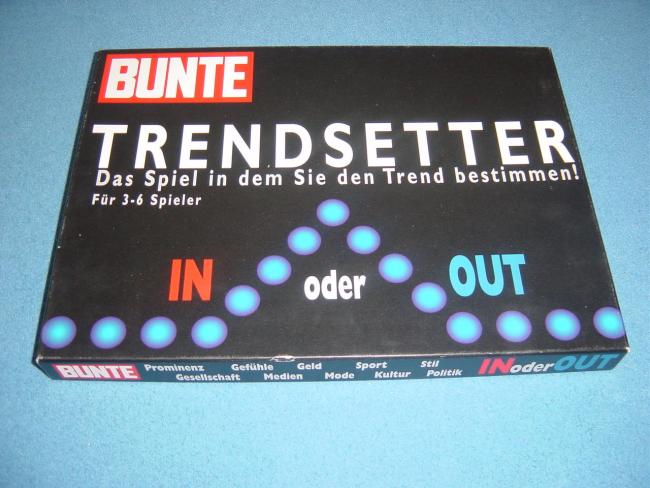 BUNTE
TRENDSETTER
Das Spiel in dem Sie den Trend bestimmen!
Für 3-6 Spieler
IN oder OUT
BUNTE Prominenz Gefühle Geld Sport Stil INoderOUT
Gesellschaft Medien Mode Kultur Politik